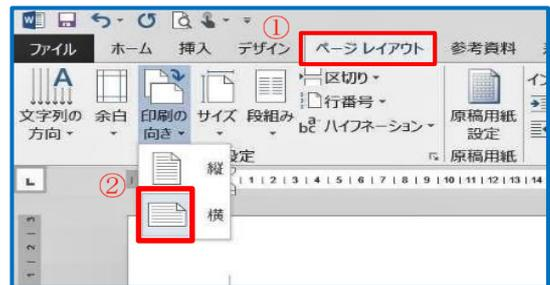 ①
ファイル ホーム 挿入 デザイン ページ レイアウト 参考資料
A 区切り
行番号
文字列の 余白 印刷の サイズ 段組み bc ハイフネーション 原稿用紙
方向 向き 設定
設定 原稿用紙
② 縦
1 2 3 4 5 6 7 8 9 10 11 12 13 14
横
3
2
1